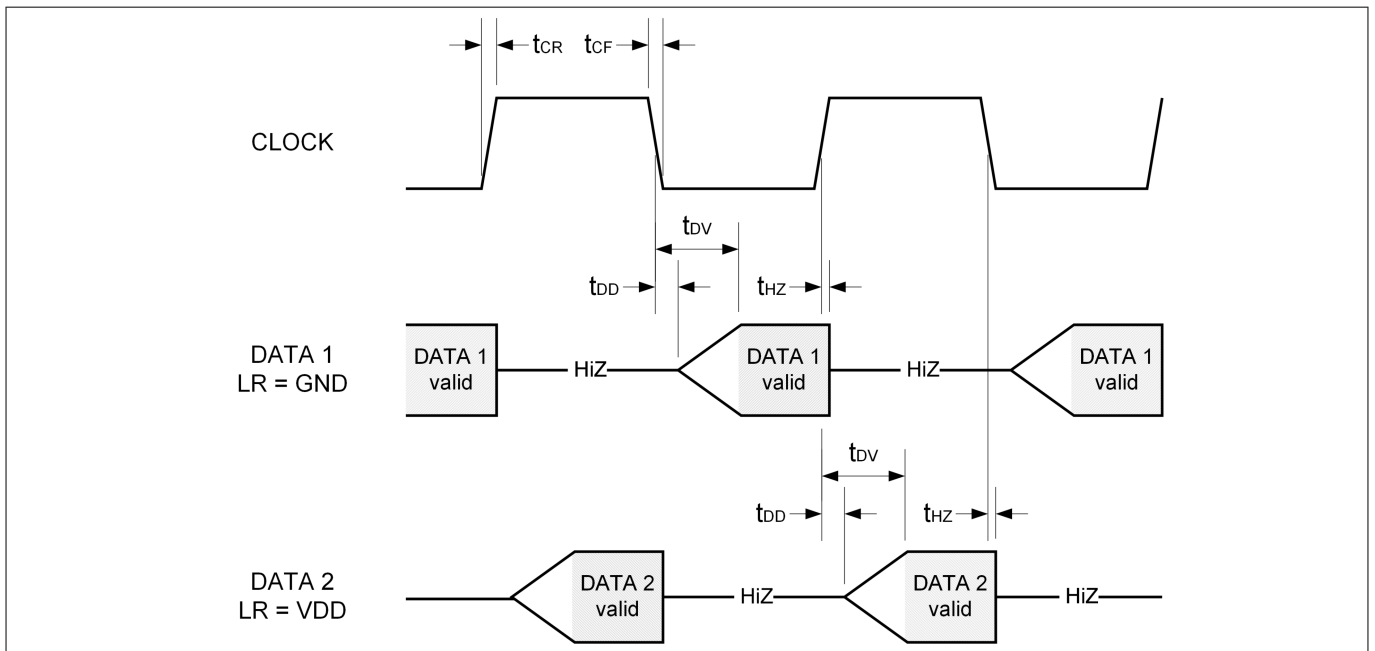 tCR tCF
CLOCK
tDV
tDD tHZ
DATA 1
LR = GND
DATA 1
valid
HiZ
DATA 1
valid
HiZ
DATA 1
valid
tDV
tDD tHZ
DATA 2
LR = VDD
DATA 2
valid
HiZ
DATA 2
valid
HiZ